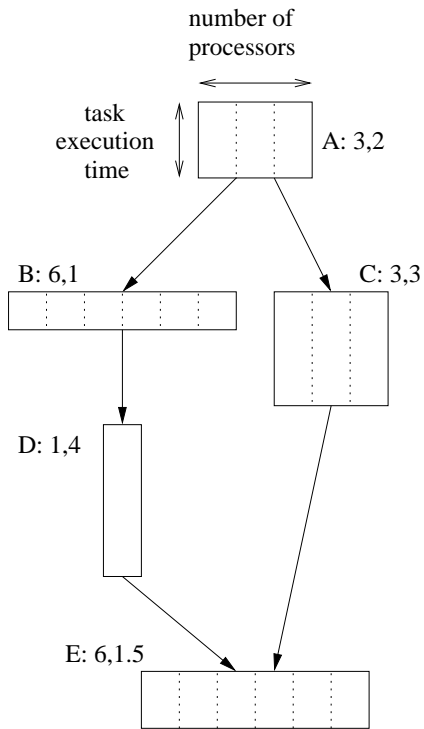 number of
processors
task
execution
time
A: 3,2
B: 6,1
C: 3,3
D: 1,4
E: 6,1.5